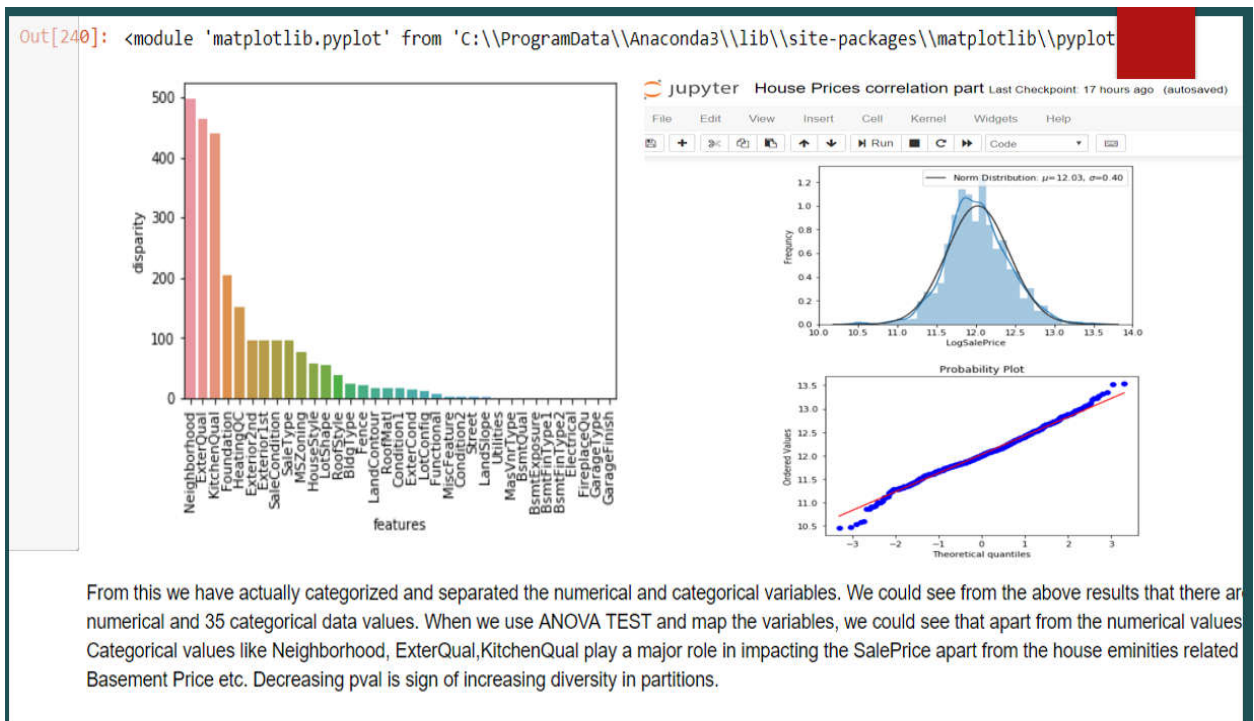 Out[240]: <module 'matplotlib.pyplot' from 'C:\\ProgramData\\Anaconda3\\lib\\site-packages\\matplotlib\\pyplot
500
400
300
200
100
0
disparity
Neighborhood
ExterQual
KitchenQual
Foundation
HeatingQC
Exterior2nd
Exterior1st
SaleCondition
SaleType
MSZoning
HouseStyle
LotShape
RoofStyle
BldgType
Fence
LandContour
RoofMatl
Condition1
ExterCond
LotConfig
Functional
MiscFeature
Condition2
Street
LandSlope
Utilities
MasVnrType
BsmtQual
BsmtExposure
BsmtFinType1
BsmtFinType2
Electrical
FireplaceQu
GarageType
GarageFinish
features
jupyter House Prices correlation part Last Checkpoint: 17 hours ago (autosaved)
File Edit View Insert Cell Kernel Widgets Help
Run Code
Norm Distribution: μ=12.03, σ=0.40
1.2
1.0
0.8
0.6
0.4
0.2
0.0
Frequncy
10.0 10.5 11.0 11.5 12.0 12.5 13.0 13.5 14.0
LogSalePrice
Probability Plot
13.5
13.0
12.5
12.0
11.5
11.0
10.5
Ordered Values
−3 −2 −1 0 1 2 3
Theoretical quantiles
From this we have actually categorized and separated the numerical and categorical variables. We could see from the above results that there are
numerical and 35 categorical data values. When we use ANOVA TEST and map the variables, we could see that apart from the numerical values
Categorical values like Neighborhood, ExterQual,KitchenQual play a major role in impacting the SalePrice apart from the house eminities related
Basement Price etc. Decreasing pval is sign of increasing diversity in partitions.